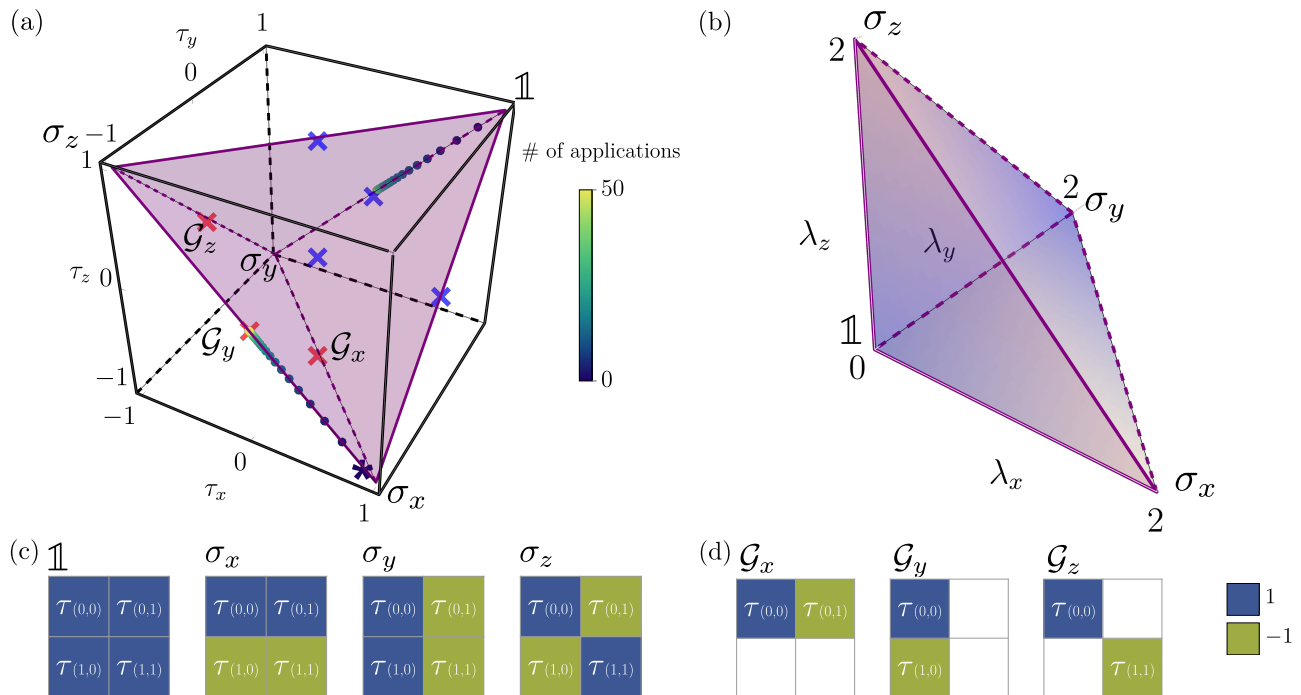 (a)
1
τy
0
𝟙
σz
−1
1
# of applications
50
0
𝒢z
σy
τz
0
𝒢y
𝒢x
−1
−1
0
τx
1
σx
(b)
σz
2
2
σy
λz
λy
𝟙
0
λx
σx
2
(c)
𝟙
τ(0,0) τ(0,1)
τ(1,0) τ(1,1)
σx
τ(0,0) τ(0,1)
τ(1,0) τ(1,1)
σy
τ(0,0) τ(0,1)
τ(1,0) τ(1,1)
σz
τ(0,0) τ(0,1)
τ(1,0) τ(1,1)
(d)
𝒢x
τ(0,0) τ(0,1)
𝒢y
τ(0,0)
τ(1,0)
𝒢z
τ(0,0)
τ(1,1)
1
−1